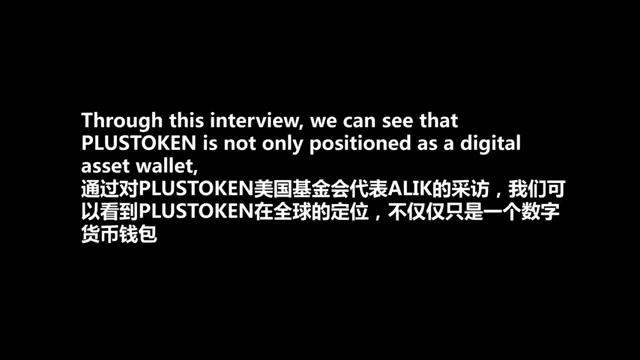 Through this interview, we can see that
PLUSTOKEN is not only positioned as a digital
asset wallet,
通过对PLUSTOKEN美国基金会代表ALIK的采访，我们可
以看到PLUSTOKEN在全球的定位，不仅仅只是一个数字
货币钱包